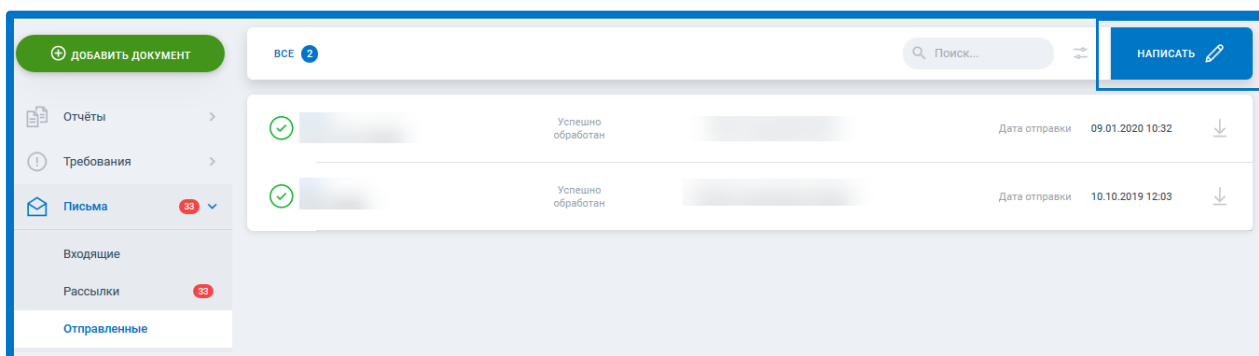 ДОБАВИТЬ ДОКУМЕНТ
ВСЕ 2
Поиск...
НАПИСАТЬ
Отчёты
Требования
Письма 33
Входящие
Рассылки 33
Отправленные
Успешно
обработан
Дата отправки 09.01.2020 10:32
Успешно
обработан
Дата отправки 10.10.2019 12:03